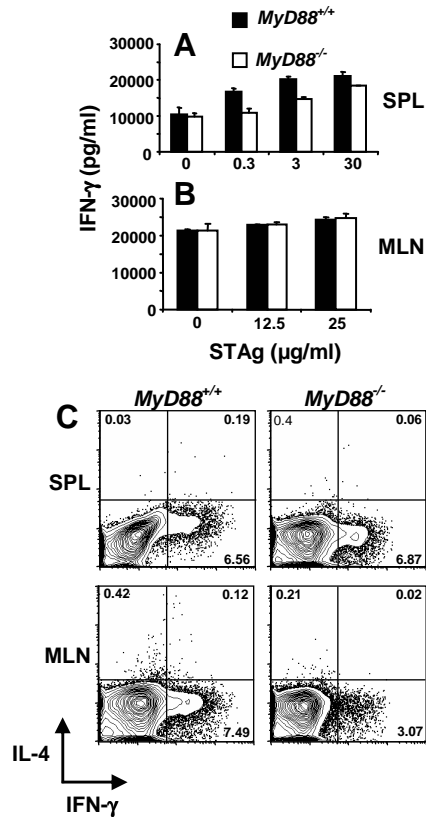 MyD88+/+
MyD88-/-
A
IFN-γ (pg/ml)
30000
20000
10000
0
0 0.3 3 30
SPL
B
30000
20000
10000
0
0 12.5 25
MLN
STAg (µg/ml)
C
MyD88+/+ MyD88-/-
SPL
0.03 0.19
6.56
0.4 0.06
6.87
MLN
0.42 0.12
7.49
0.21 0.02
3.07
IL-4
IFN-γ